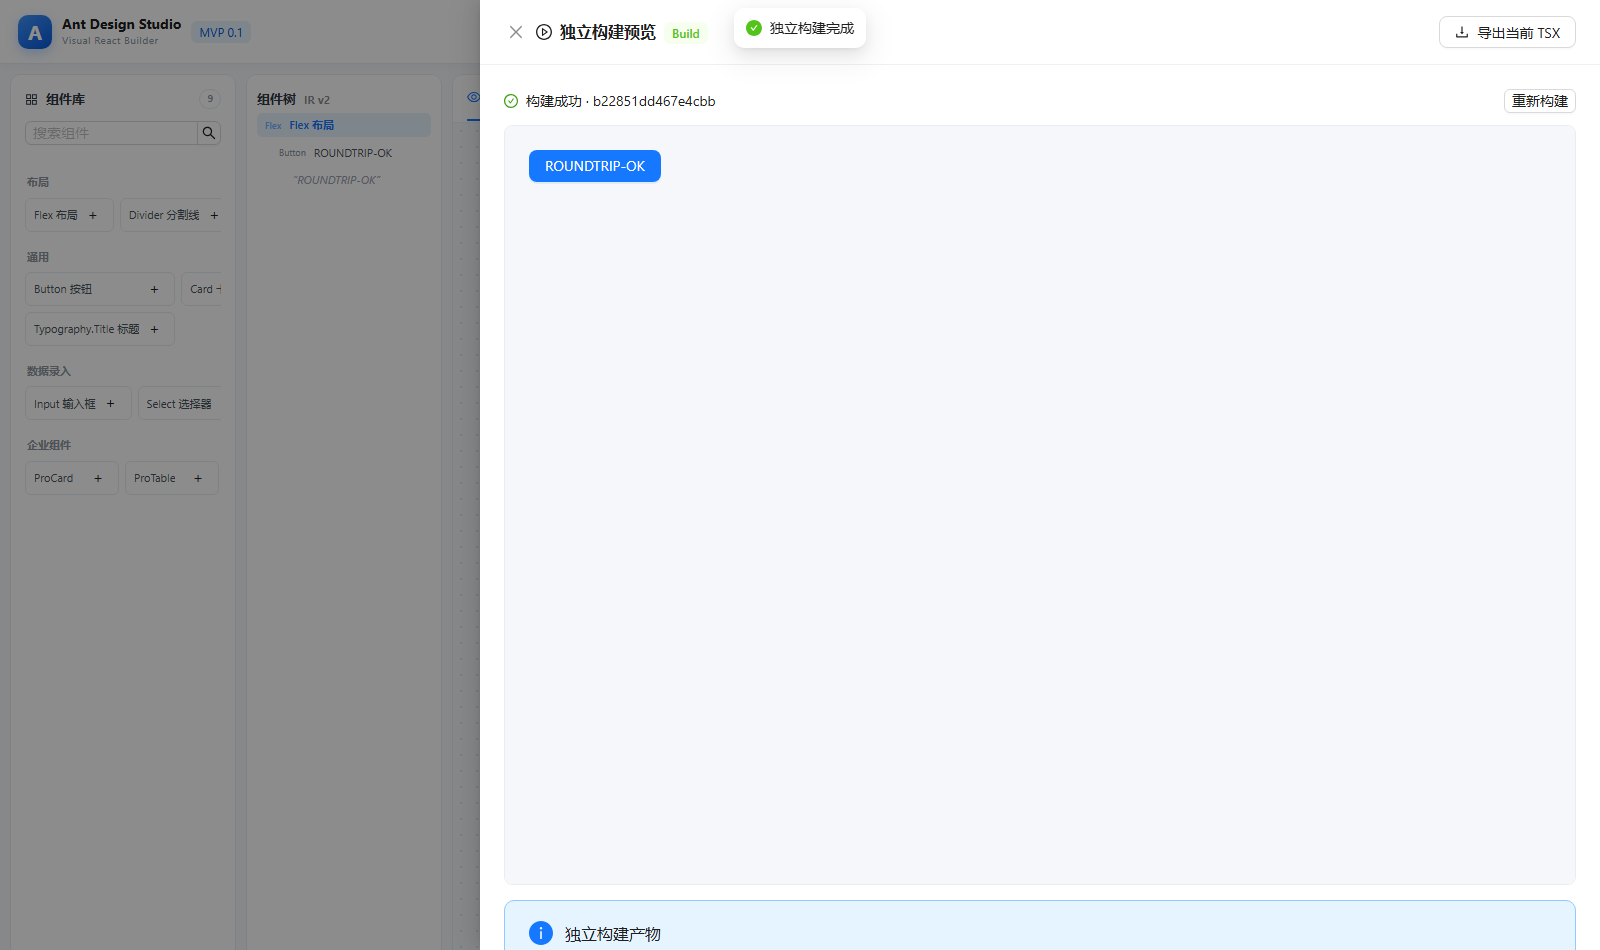 A
Ant Design Studio
Visual React Builder
MVP 0.1
组件库
9
搜索组件
布局
Flex 布局 +
Divider 分割线 +
通用
Button 按钮 +
Card +
Typography.Title 标题 +
数据录入
Input 输入框 +
Select 选择器
企业组件
ProCard +
ProTable +
组件树 IR v2
Flex Flex 布局
Button ROUNDTRIP-OK
"ROUNDTRIP-OK"
独立构建预览 Build
独立构建完成
导出当前 TSX
构建成功 · b22851dd467e4cbb
重新构建
ROUNDTRIP-OK
独立构建产物